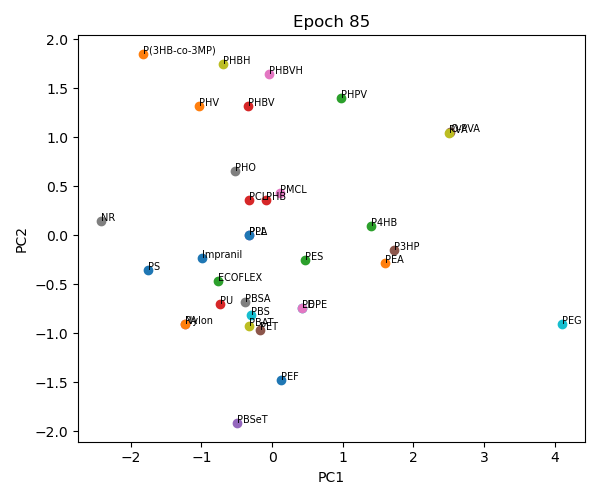 Epoch 85
2.0
P(3HB-co-3MP)
PHBH
PHBVH
1.5
PHV
PHBV
PHPV
1.0
PVA
PHO
0.5
PCL
PHB
PMCL
NR
P4HB
0.0
P3HP
Impranil
PES
PEA
PS
ECOFLEX
-0.5
PU
PBSA
PBS
LDPE
Nylon
PBAT
PET
PEG
-1.0
PEF
-1.5
PBSeT
-2.0
−2
−1
0
1
2
3
4
PC1
PC2